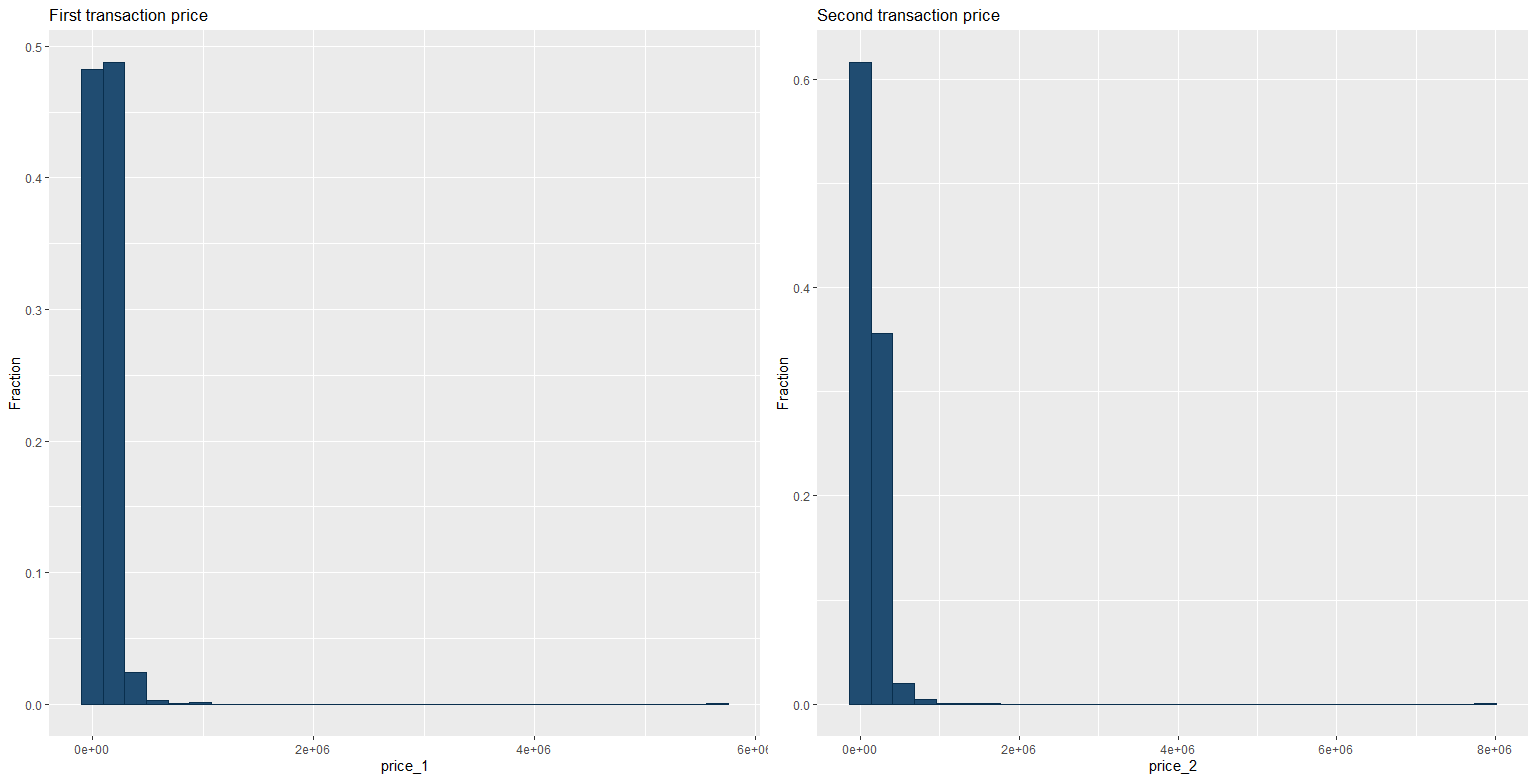 First transaction price
0.5
0.4
0.3
0.2
0.1
0.0
Fraction
0e+00
2e+06
4e+06
6e+0
price_1
Second transaction price
0.6
0.4
0.2
0.0
Fraction
0e+00
2e+06
4e+06
6e+06
8e+06
price_2